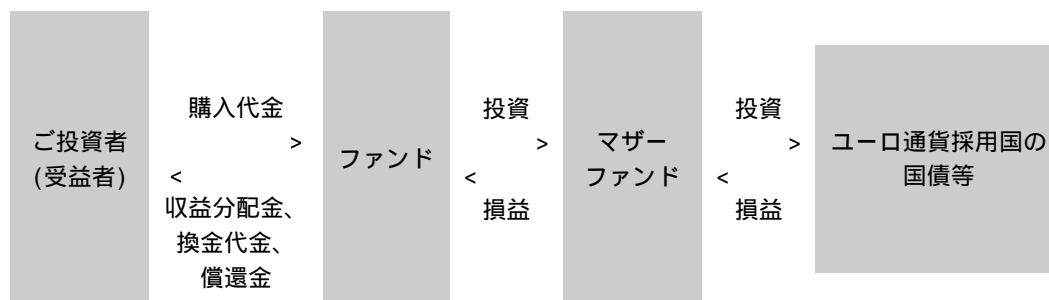 ご投資者
(受益者)
購入代金
>
<
収益分配金、
換金代金、
償還金
ファンド
投資
>
<
損益
マザー
ファンド
投資
>
<
損益
ユーロ通貨採用国の
国債等